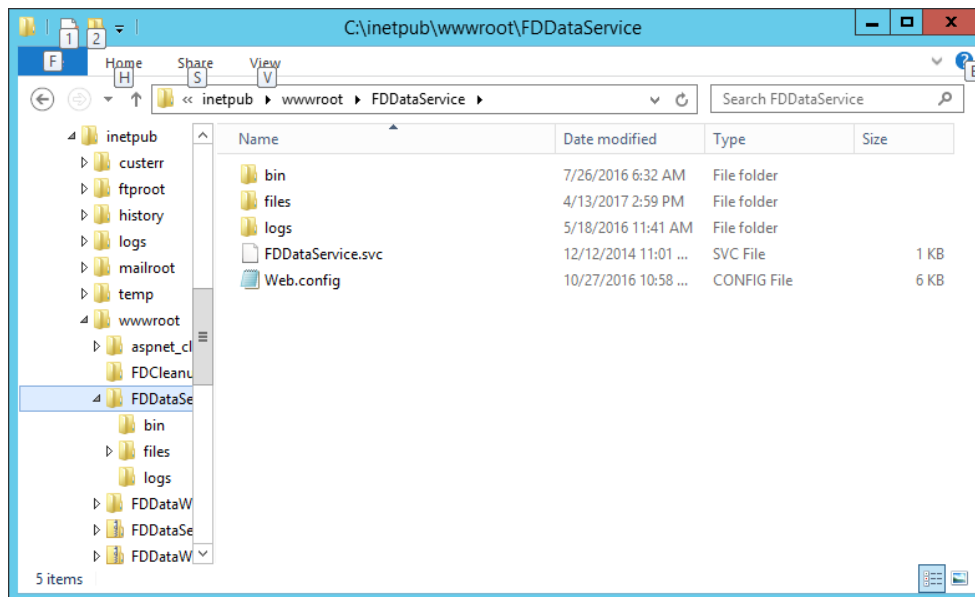 C:\inetpub\wwwroot\FDDataService
1 2
F Home Share View
H S V E
« inetpub wwwroot FDDataService Search FDDataService
inetpub
custerr
ftproot
history
logs
mailroot
temp
wwwroot
aspnet_cl
FDCleanu
FDDataSe
bin
files
logs
FDDataW
FDDataSe
FDDataW
Name Date modified Type Size
bin 7/26/2016 6:32 AM File folder
files 4/13/2017 2:59 PM File folder
logs 5/18/2016 11:41 AM File folder
FDDataService.svc 12/12/2014 11:01 ... SVC File 1 KB
Web.config 10/27/2016 10:58 ... CONFIG File 6 KB
5 items